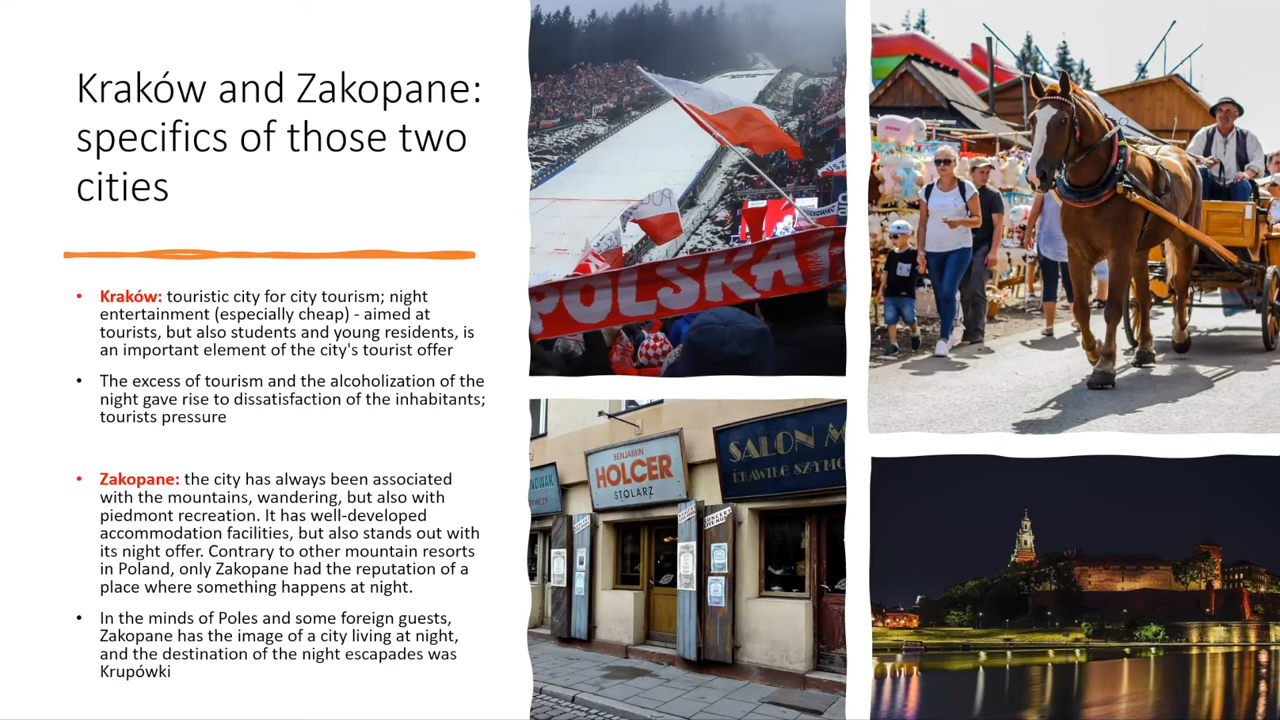 Kraków and Zakopane:
specifics of those two
cities
• Kraków: touristic city for city tourism; night
entertainment (especially cheap) - aimed at
tourists, but also students and young residents, is
an important element of the city's tourist offer
• The excess of tourism and the alcoholization of the
night gave rise to dissatisfaction of the inhabitants;
tourists pressure
• Zakopane: the city has always been associated
with the mountains, wandering, but also with
piedmont recreation. It has well-developed
accommodation facilities, but also stands out with
its night offer. Contrary to other mountain resorts
in Poland, only Zakopane had the reputation of a
place where something happens at night.
• In the minds of Poles and some foreign guests,
Zakopane has the image of a city living at night,
and the destination of the night escapades was
Krupówki
POLSKA
BENJAMIN
HOLCER
STOLARZ
SALON M
KRAWIEC SZYMO